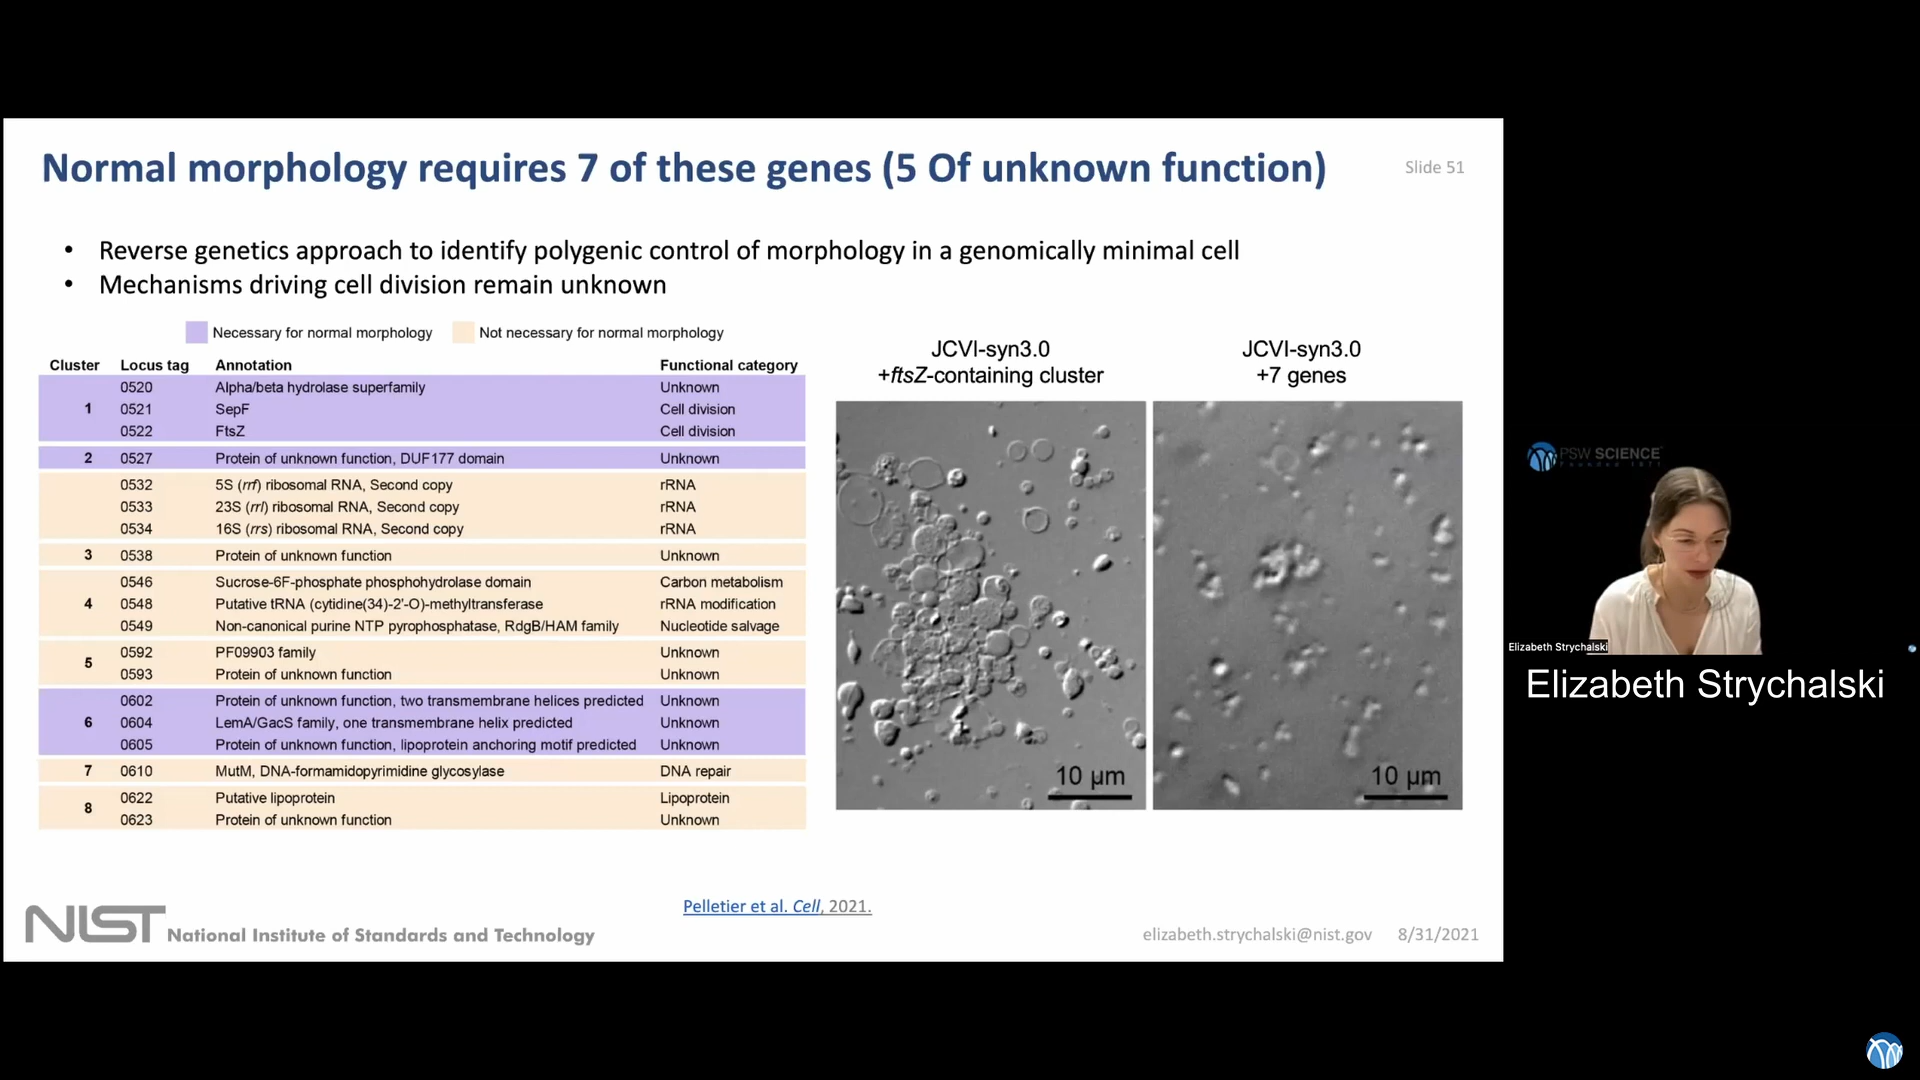 Normal morphology requires 7 of these genes (5 Of unknown function)
Slide 51
• Reverse genetics approach to identify polygenic control of morphology in a genomically minimal cell
• Mechanisms driving cell division remain unknown
Necessary for normal morphology Not necessary for normal morphology
Cluster Locus tag Annotation Functional category
0520 Alpha/beta hydrolase superfamily Unknown
1 0521 SepF Cell division
0522 FtsZ Cell division
2 0527 Protein of unknown function, DUF177 domain Unknown
0532 5S (rrf) ribosomal RNA, Second copy rRNA
0533 23S (rrl) ribosomal RNA, Second copy rRNA
0534 16S (rrs) ribosomal RNA, Second copy rRNA
3 0538 Protein of unknown function Unknown
0546 Sucrose-6F-phosphate phosphohydrolase domain Carbon metabolism
4 0548 Putative tRNA (cytidine(34)-2'-O)-methyltransferase rRNA modification
0549 Non-canonical purine NTP pyrophosphatase, RdgB/HAM family Nucleotide salvage
5 0592 PF09903 family Unknown
0593 Protein of unknown function Unknown
0602 Protein of unknown function, two transmembrane helices predicted Unknown
6 0604 LemA/GacS family, one transmembrane helix predicted Unknown
0605 Protein of unknown function, lipoprotein anchoring motif predicted Unknown
7 0610 MutM, DNA-formamidopyrimidine glycosylase DNA repair
8 0622 Putative lipoprotein Lipoprotein
0623 Protein of unknown function Unknown
JCVI-syn3.0
+ftsZ-containing cluster
JCVI-syn3.0
+7 genes
10 µm
10 µm
Pelletier et al. Cell, 2021.
NIST National Institute of Standards and Technology
elizabeth.strychalski@nist.gov 8/31/2021
PSW SCIENCE
Elizabeth Strychalski
Elizabeth Strychalski